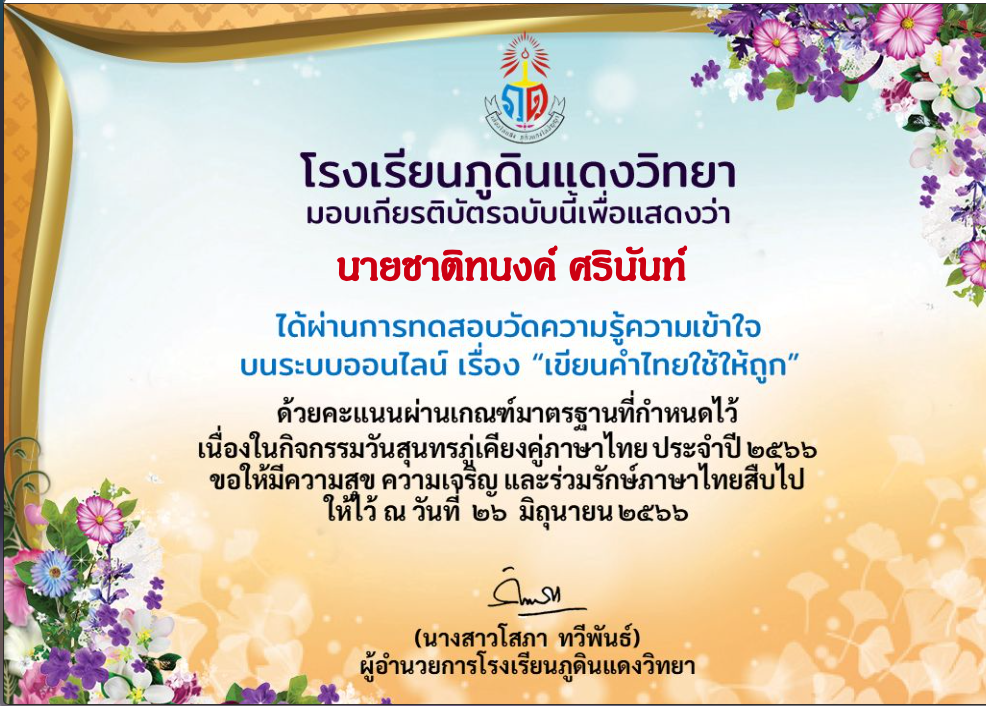 ภด
โรงเรียนภูดินแดงวิทยา
มอบเกียรติบัตรฉบับนี้เพื่อแสดงว่า
นายชาติทนงค์ ศรินันท์
ได้ผ่านการทดสอบวัดความรู้ความเข้าใจ
บนระบบออนไลน์ เรื่อง “เขียนคำไทยใช้ให้ถูก”
ด้วยคะแนนผ่านเกณฑ์มาตรฐานที่กำหนดไว้
เนื่องในกิจกรรมวันสุนทรภู่เคียงคู่ภาษาไทย ประจำปี ๒๕๖๖
ขอให้มีความสุข ความเจริญ และร่วมรักษ์ภาษาไทยสืบไป
ให้ไว้ ณ วันที่ ๒๖ มิถุนายน ๒๕๖๖
(นางสาวโสภา ทวีพันธ์)
ผู้อำนวยการโรงเรียนภูดินแดงวิทยา